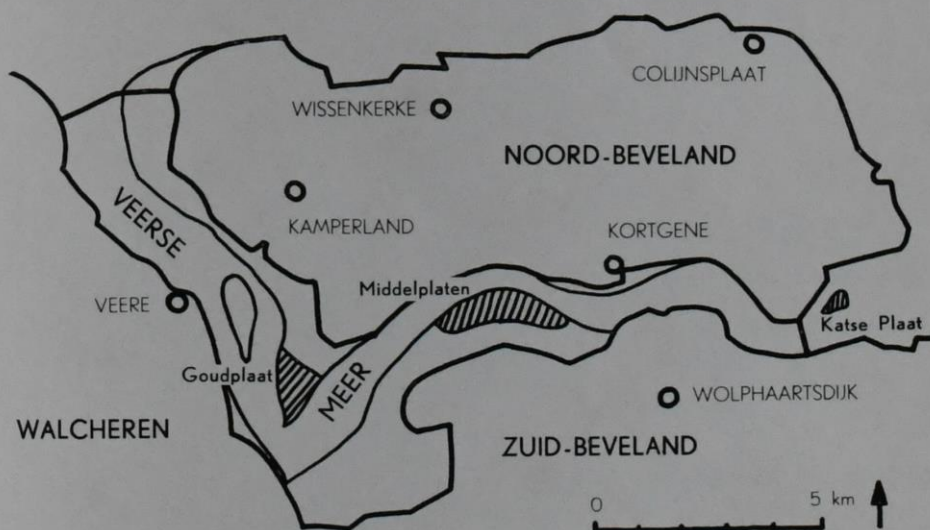 COLIJNSPLAAT
WISSENKERKE
NOORD-BEVELAND
KAMPERLAND
VEERSE
KORTGENE
Middelplaten
VEERE
Katse Plaat
Goudplaat
MEER
WOLPHAARTSDIJK
WALCHEREN
ZUID-BEVELAND
0 5 km